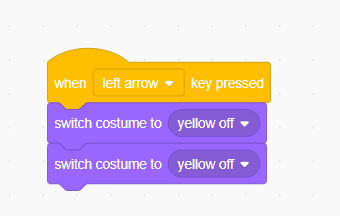 when left arrow key pressed
switch costume to yellow off
switch costume to yellow off